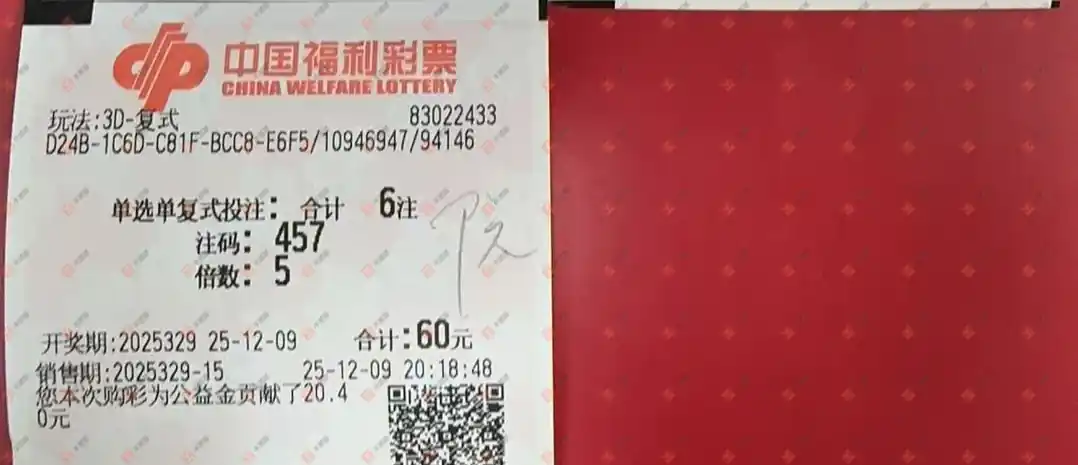 中国福利彩票
CHINA WELFARE LOTTERY
玩法:3D-复式 83022433
D24B-1C6D-C81F-BCC8-E6F5/10946947/94146
单选单复式投注: 合计 6注
注码: 457
倍数: 5
开奖期:2025329 25-12-09 合计:60元
销售期:2025329-15 25-12-09 20:18:48
您本次购彩为公益金贡献了20.4
0元